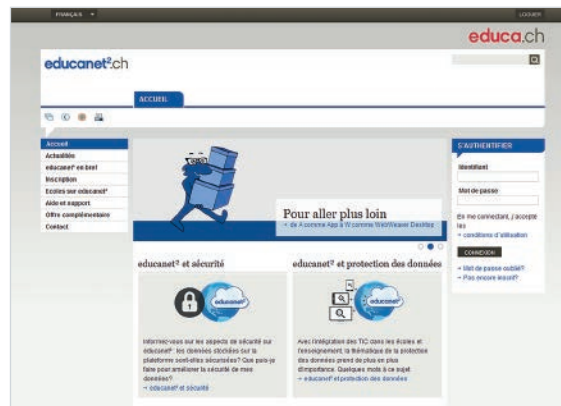 FRANÇAIS
LOGUER
educa.ch
educanet².ch
ACCUEIL
Accueil
Actualités
educanet² en bref
Inscription
Ecoles sur educanet²
Aide et support
Offre complémentaire
Contact
Pour aller plus loin
→ de A comme App à W comme WebWeaver Desktop
S'AUTHENTIFIER
Identifiant
Mot de passe
En me connectant, j'accepte
les
→ conditions d'utilisation
CONNEXION
→ Mot de passe oublié?
→ Pas encore inscrit?
educanet² et sécurité
educanet²
Informez-vous sur les aspects de sécurité sur
educanet²: les données stockées sur la
plateforme sont-elles sécurisées? Que puis-je
faire pour améliorer la sécurité de mes
données?
→ educanet² et sécurité
educanet² et protection des données
educanet²
Avec l'intégration des TIC dans les écoles et
l'enseignement, la thématique de la protection
des données prend de plus en plus
d'importance. Quelques mots à ce sujet
→ educanet² et protection des données